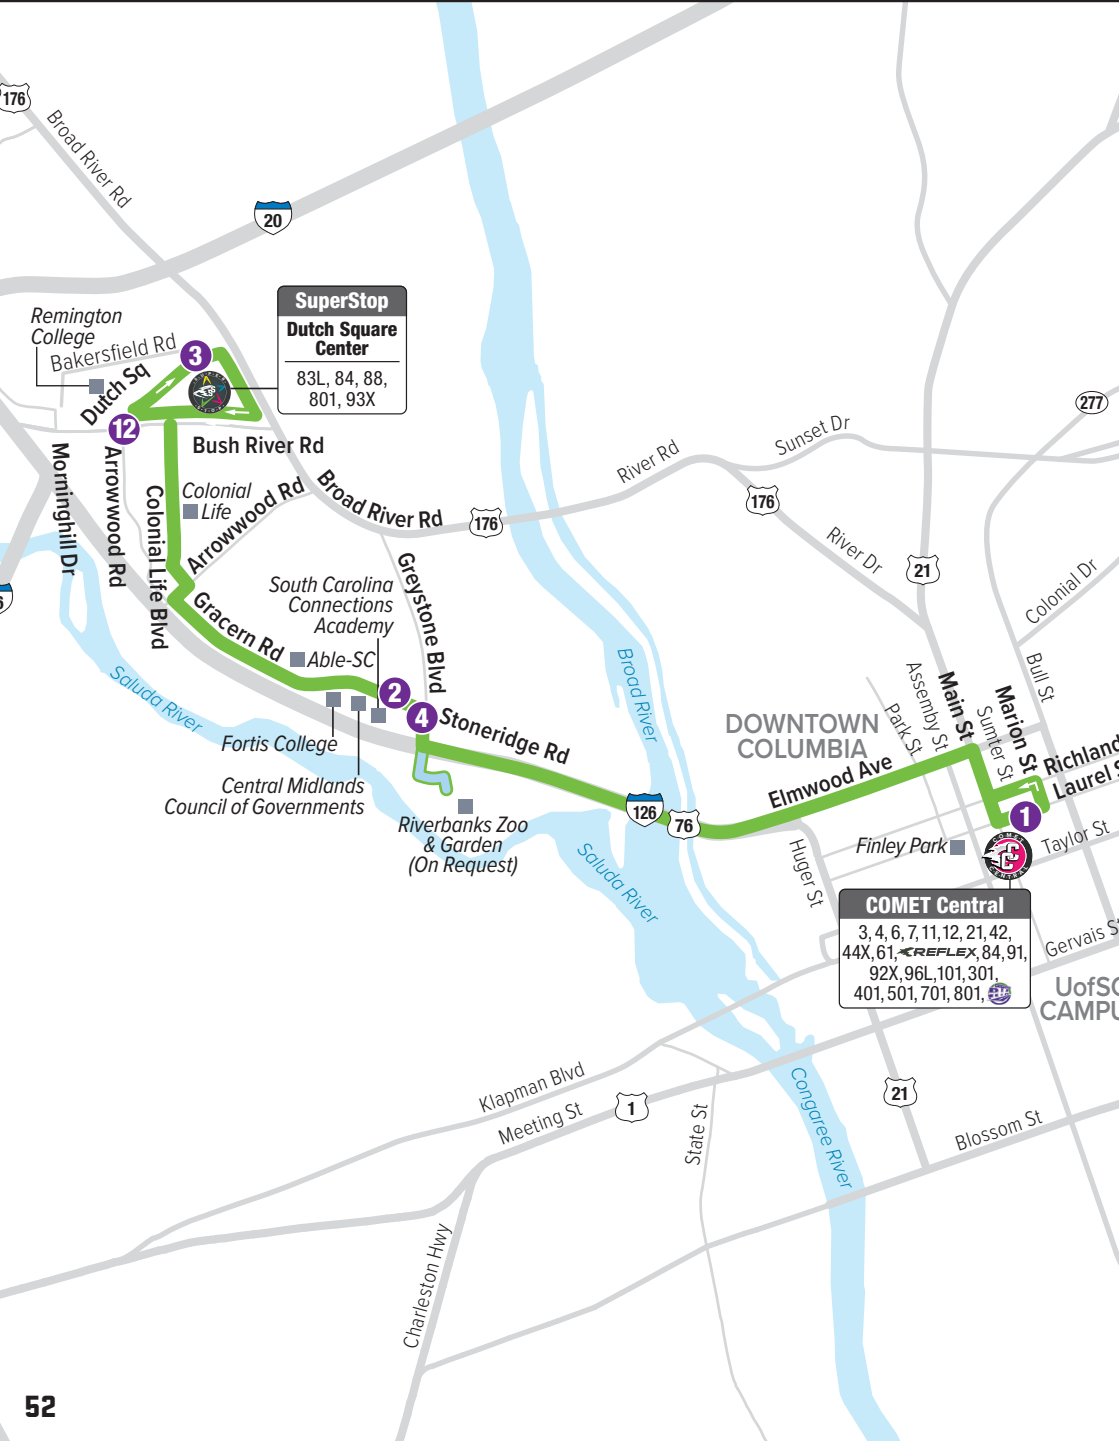 176
Broad River Rd
20
SuperStop
Dutch Square
Center
83L, 84, 88,
801, 93X
Remington
College
Bakersfield Rd
3
Dutch Sq
12
Bush River Rd
277
Sunset Dr
River Rd
176
176
Morninghill Dr
Arrowwood Rd
Colonial Life Blvd
Colonial
Life
Arrowwood Rd
Broad River Rd
River Dr
21
Colonial Dr
Greystone Blvd
South Carolina
Connections
Academy
Gracern Rd
Able-SC
2
4
Stoneridge Rd
Saluda River
Fortis College
Central Midlands
Council of Governments
Riverbanks Zoo
& Garden
(On Request)
Broad River
DOWNTOWN
COLUMBIA
Park St
Assemby St
Main St
Sumter St
Marion St
Bull St
Richland
Laurel S
Elmwood Ave
126
76
1
Finley Park
COMET
CENTRAL
Taylor St
Huger St
Saluda River
COMET Central
3, 4, 6, 7, 11, 12, 21, 42,
44X, 61, REFLEX, 84, 91,
92X, 96L, 101, 301,
401, 501, 701, 801,
Gervais S
UofSC
CAMPU
Klapman Blvd
Meeting St
1
State St
Congaree River
21
Blossom St
Charleston Hwy
52